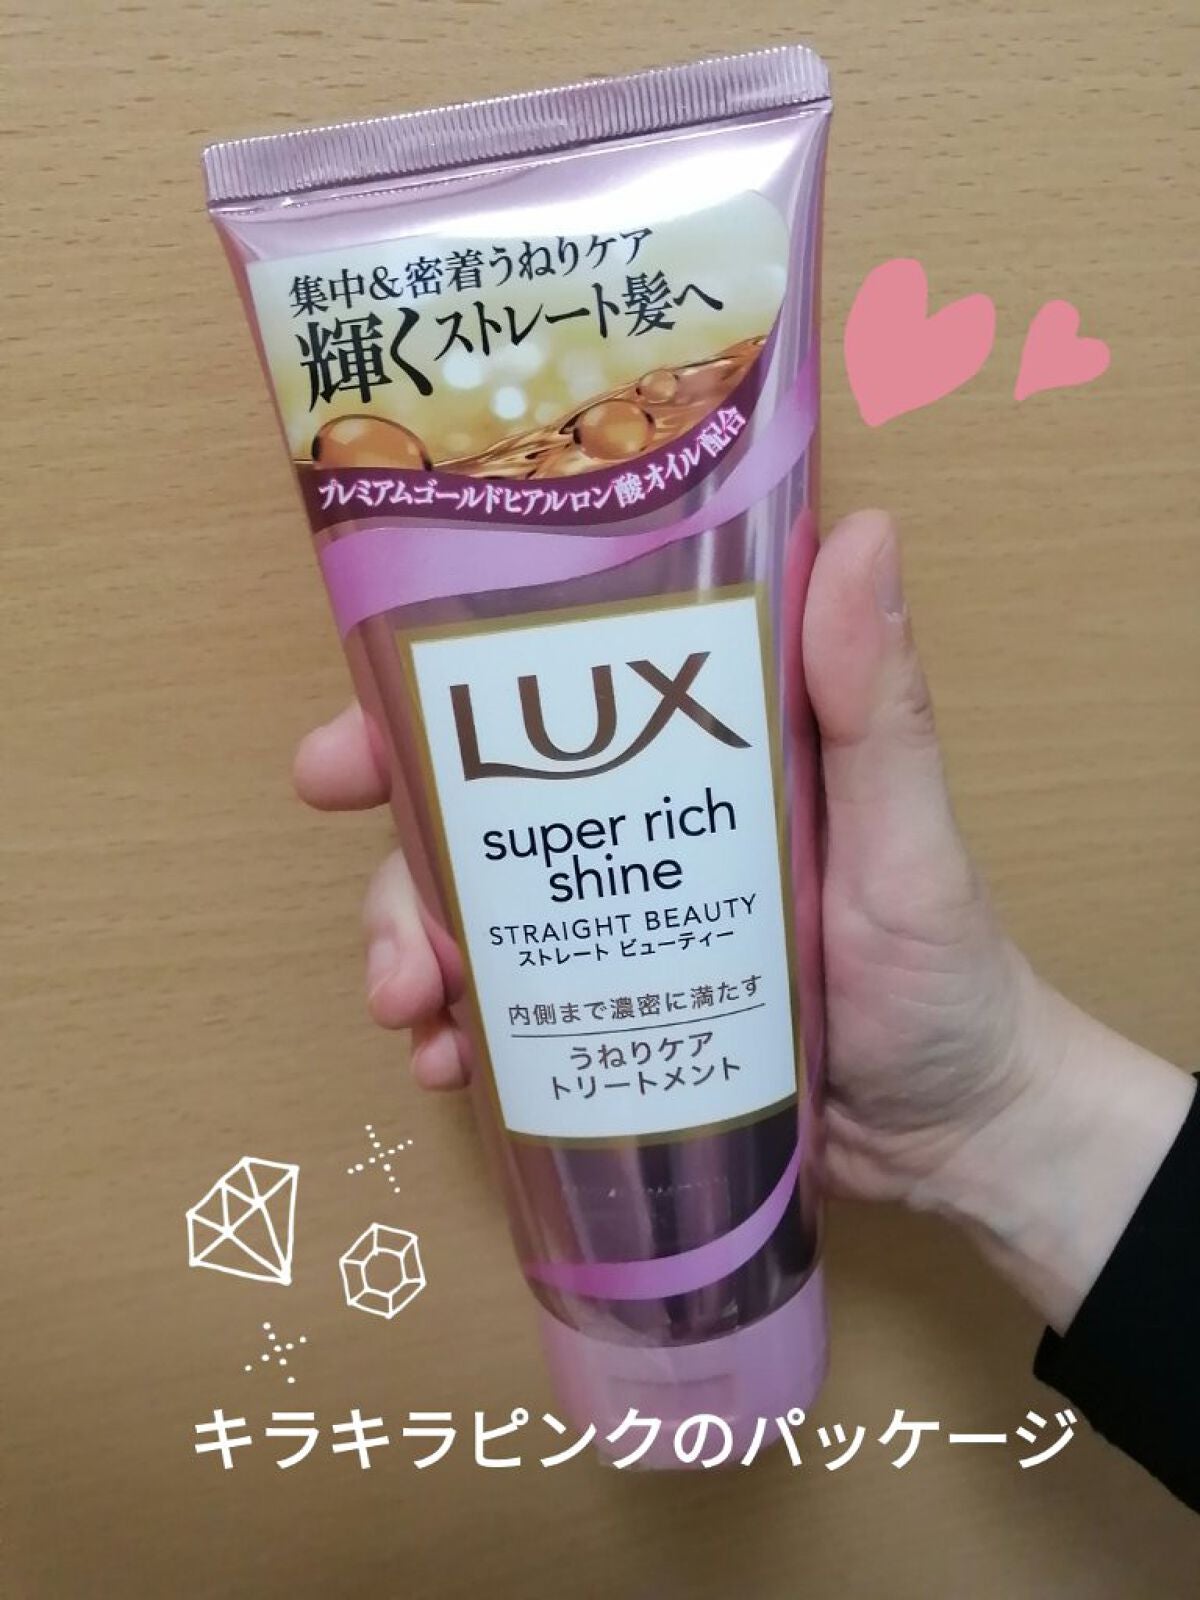 集中&密着うねりケア
輝くストレート髪へ
プレミアムゴールドヒアルロン酸オイル配合
LUX
super rich
shine
STRAIGHT BEAUTY
ストレート ビューティー
内側まで濃密に満たす
うねりケア
トリートメント
キラキラピンクのパッケージ